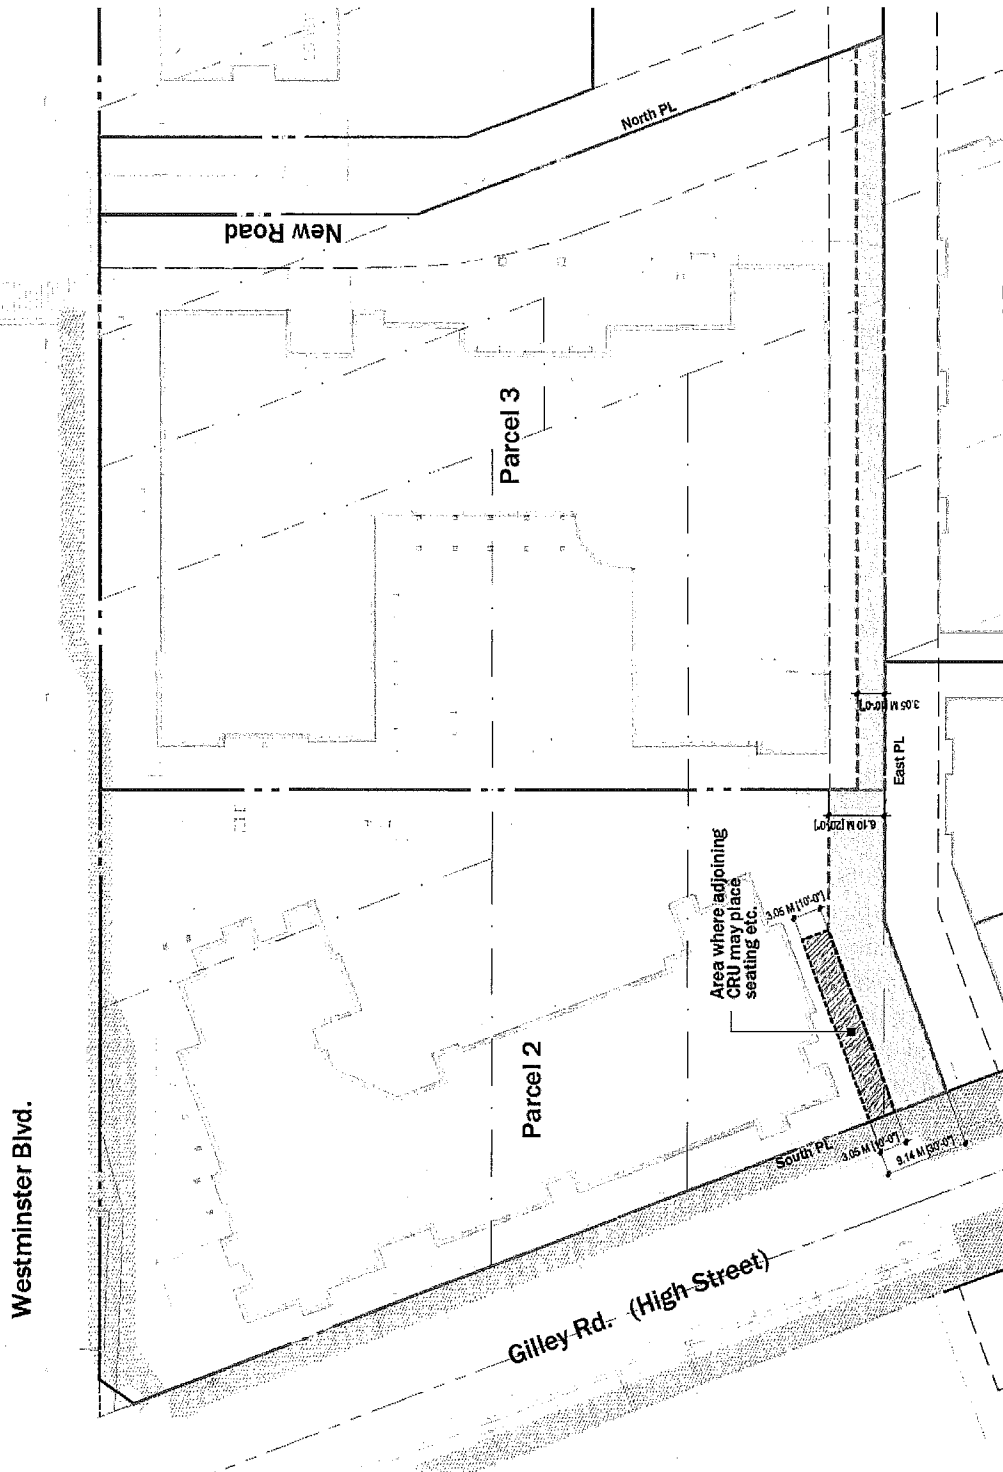 Westminster Blvd.
New Road
North PL
Parcel 3
3.05 M [10'-0"]
East PL
6.10 M [20'-0"]
Area where adjoining
CRU may place
seating etc.
3.05 M [10'-0"]
Parcel 2
South PL
3.05 M [10'-0"]
9.14 M [30'-0"]
Gilley Rd. (High Street)